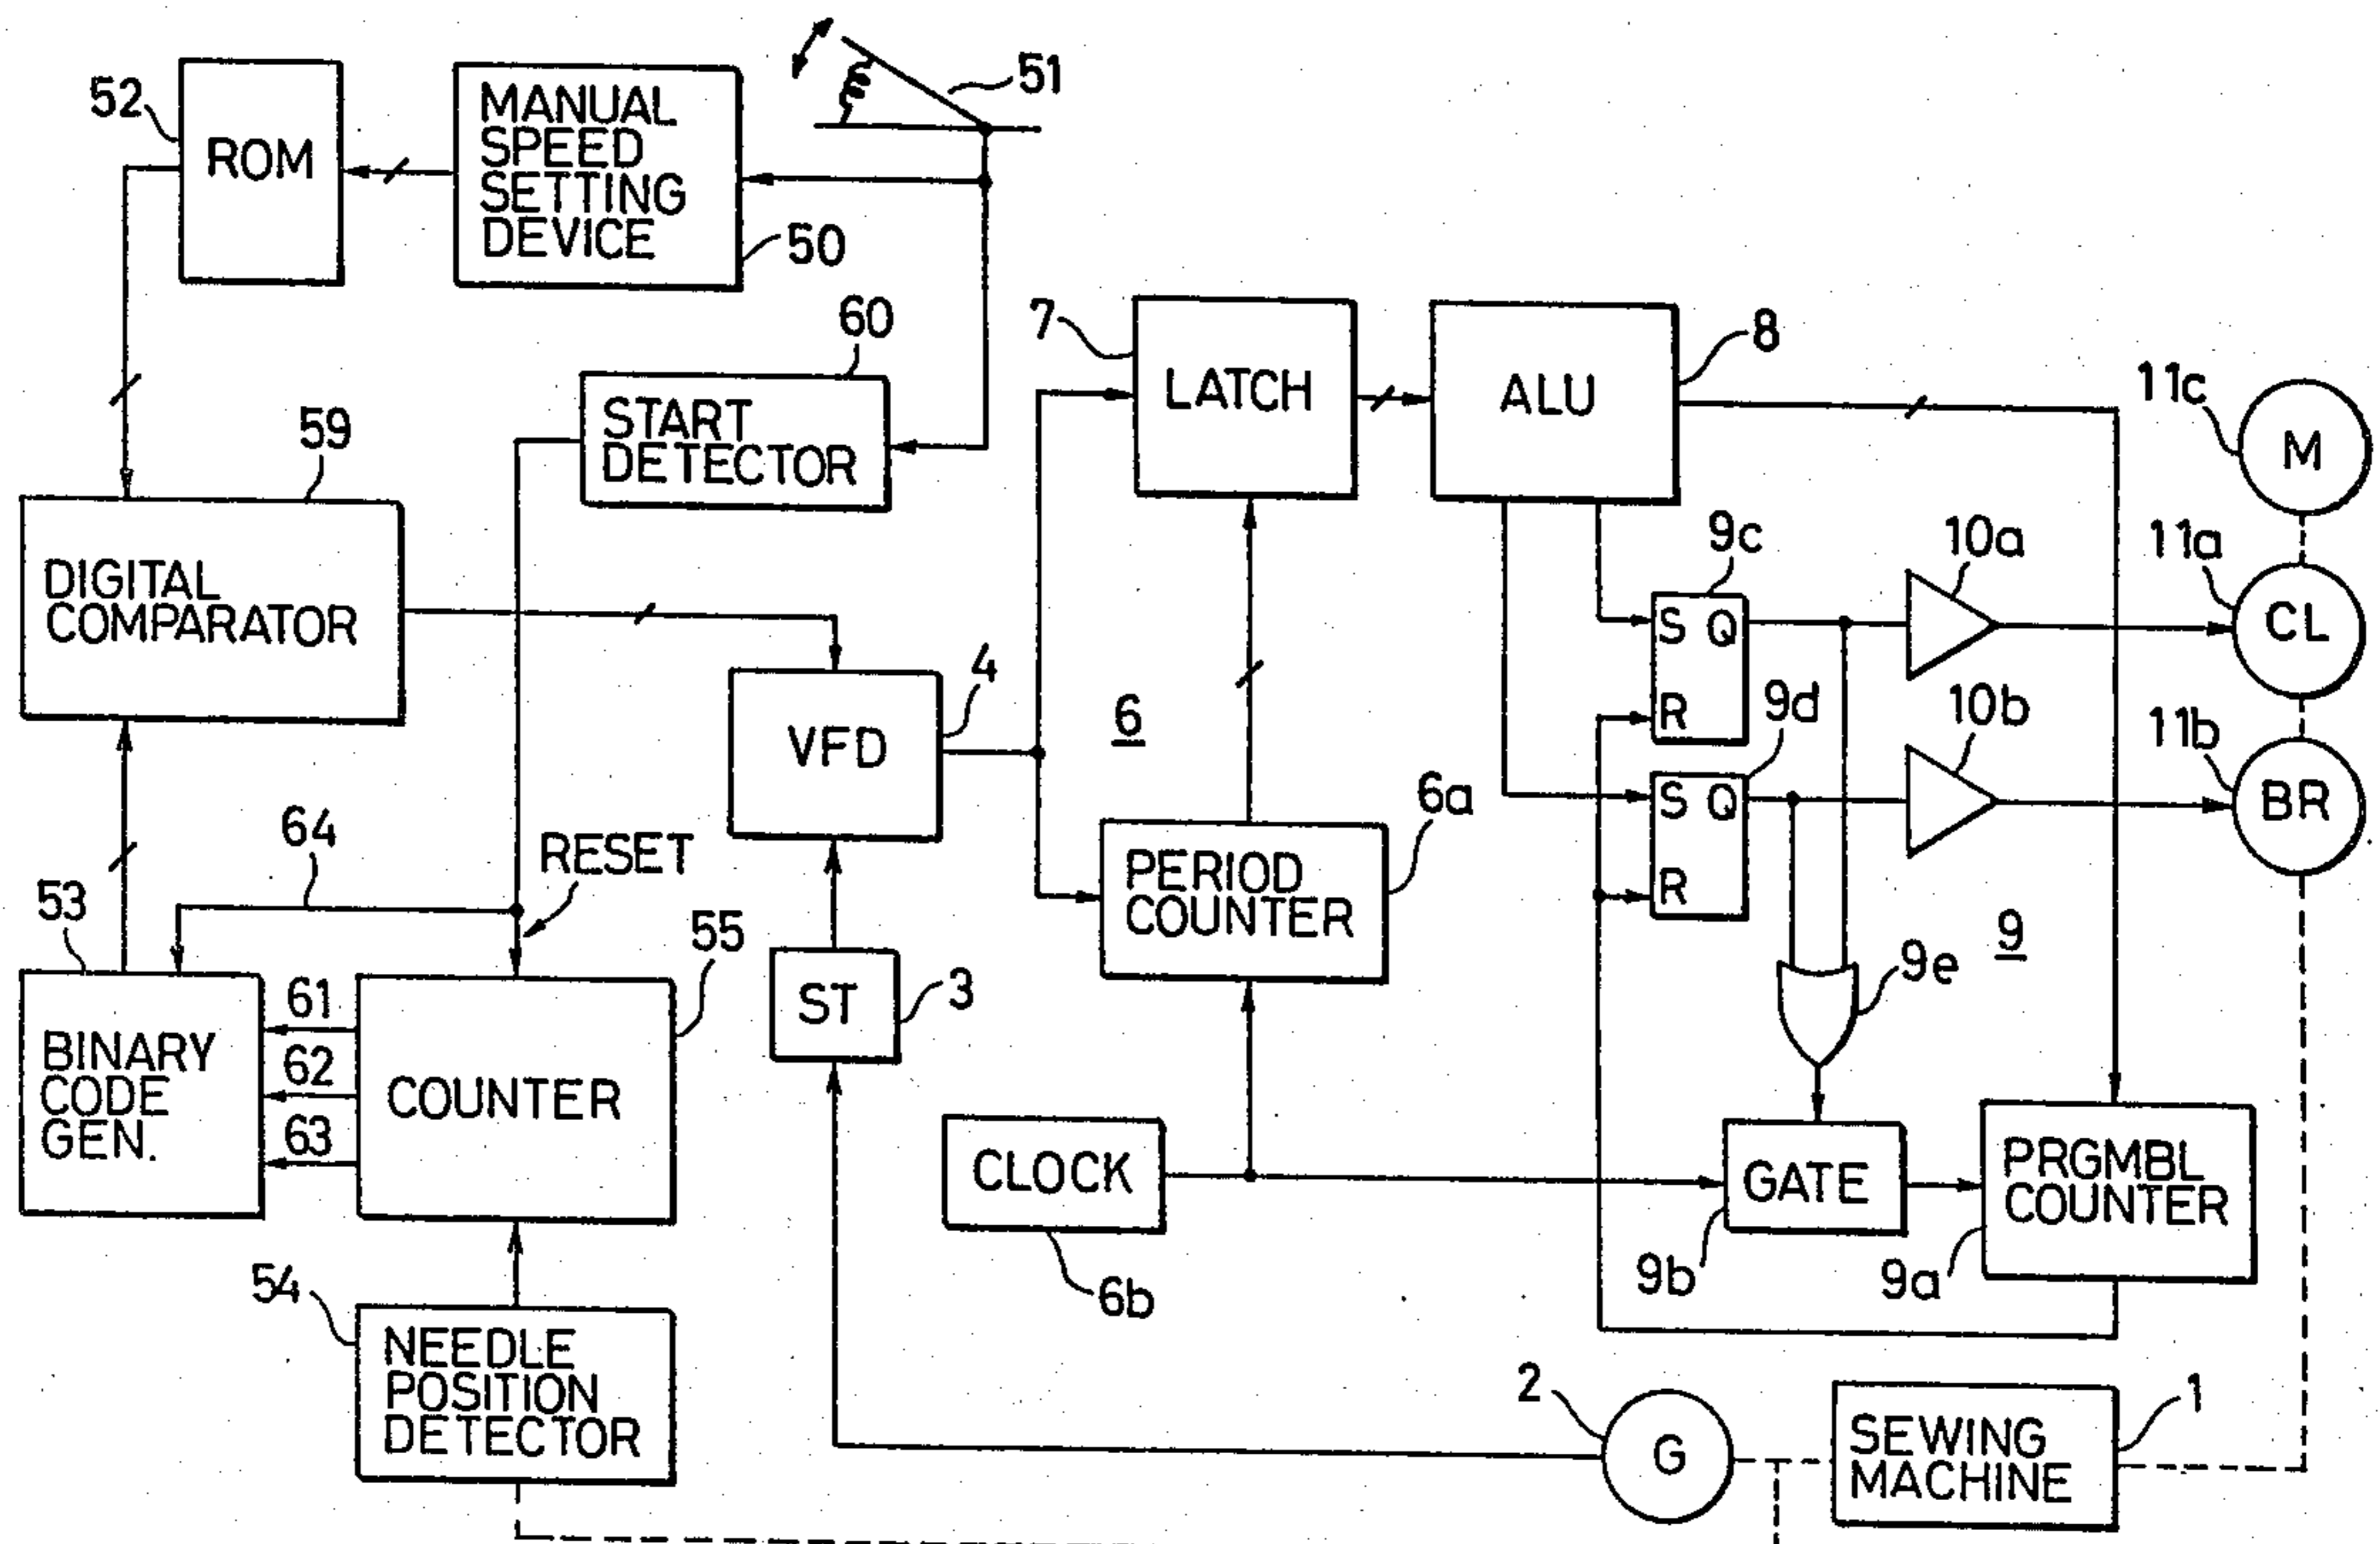 52
ROM
MANUAL
SPEED
SETTING
DEVICE
50
51
60
START
DETECTOR
59
DIGITAL
COMPARATOR
7
LATCH
ALU
8
11c
M
9c
10a
11a
CL
S Q
R
9d
10b
11b
BR
S Q
R
4
VFD
6
6a
PERIOD
COUNTER
64
RESET
53
55
BINARY
CODE
GEN.
61
62
63
COUNTER
ST
3
9e
9
CLOCK
6b
GATE
9b
PRGMBL
COUNTER
9a
54
NEEDLE
POSITION
DETECTOR
2
G
SEWING
MACHINE
1